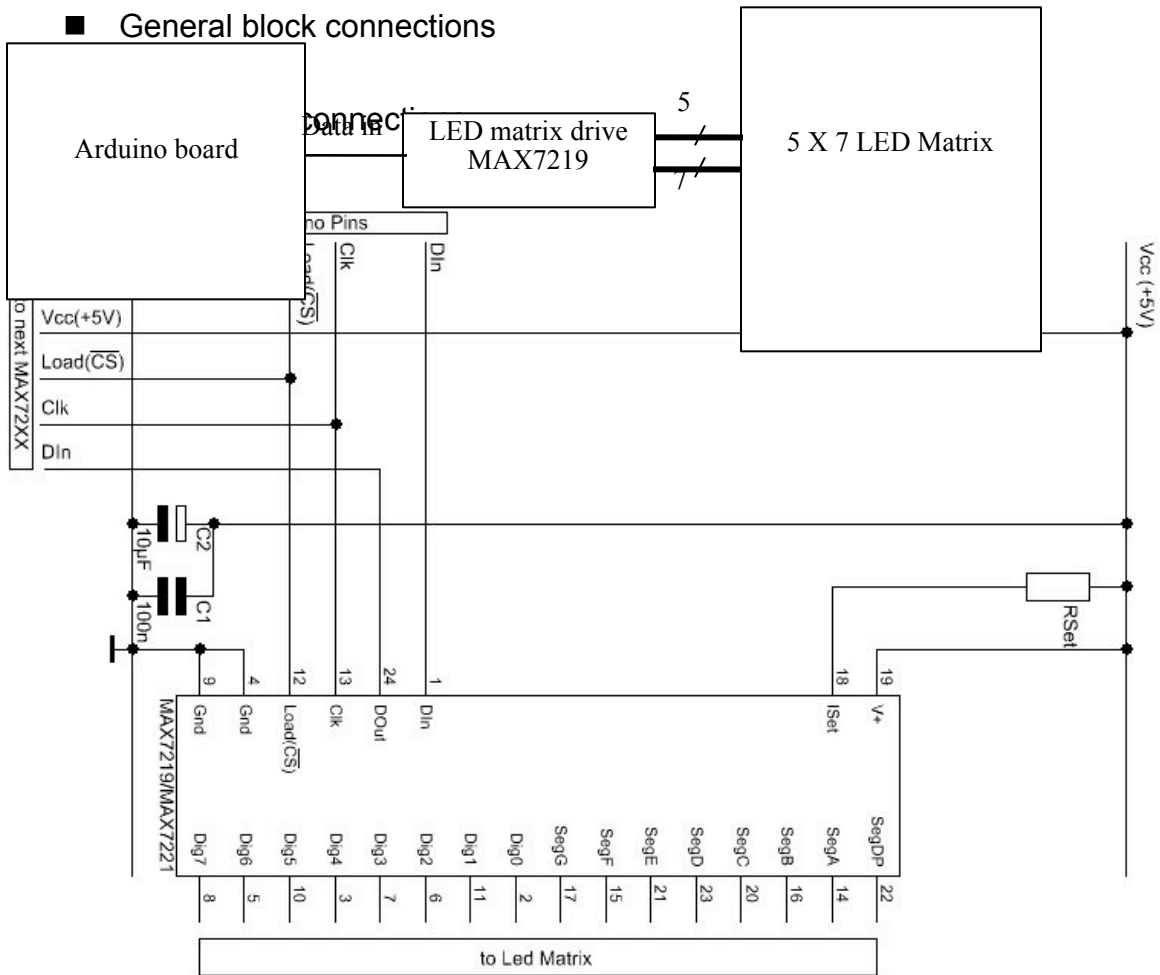 ■ General block connections
Arduino board
Data in
LED matrix drive
MAX7219
5
7
5 X 7 LED Matrix
no Pins
Load(CS)
Clk
DIn
Vcc (+5V)
to next MAX72XX
Vcc(+5V)
Load(CS)
Clk
DIn
10µF
C2
100n
C1
RSet
9
4
12
13
24
1
18
19
MAX7219/MAX7221
Gnd
Gnd
Load(CS)
Clk
DOut
DIn
ISet
V+
Dig7
Dig6
Dig5
Dig4
Dig3
Dig2
Dig1
Dig0
SegG
SegF
SegE
SegD
SegC
SegB
SegA
SegDP
8
5
10
3
7
6
11
2
17
15
21
23
20
16
14
22
to Led Matrix